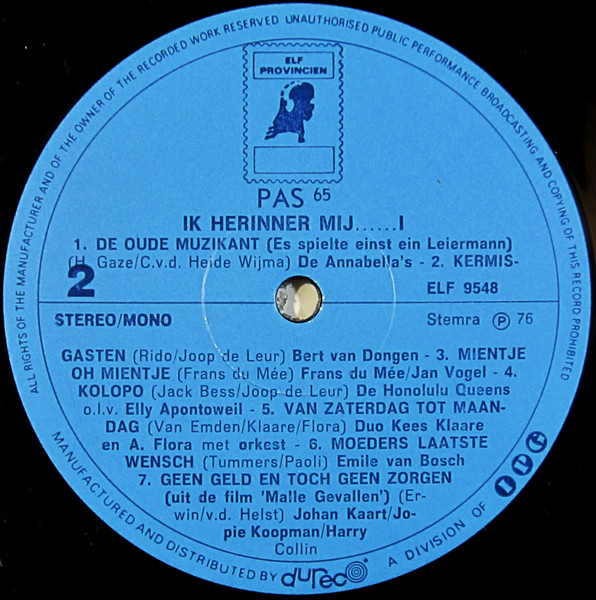 ALL RIGHTS OF THE MANUFACTURER AND OF THE OWNER OF THE RECORDED WORK RESERVED UNAUTHORISED PUBLIC PERFORMANCE BROADCASTING AND COPYING OF THIS RECORD PROHIBITED
ELF
PROVINCIEN
PAS 65
IK HERINNER MIJ......I
1. DE OUDE MUZIKANT (Es spielte einst ein Leiermann)
(H. Gaze/C.v.d. Heide Wijma) De Annabella's - 2. KERMIS-
2
ELF 9548
STEREO/MONO
Stemra Ⓟ 76
GASTEN (Rido/Joop de Leur) Bert van Dongen - 3. MIENTJE
OH MIENTJE (Frans du Mée) Frans du Mée/Jan Vogel - 4.
KOLOPO (Jack Bess/Joop de Leur) De Honolulu Queens
o.l.v. Elly Apontoweil - 5. VAN ZATERDAG TOT MAAN-
DAG (Van Emden/Klaare/Flora) Duo Kees Klaare
en A. Flora met orkest - 6. MOEDERS LAATSTE
WENSCH (Tummers/Paoli) Emile van Bosch
7. GEEN GELD EN TOCH GEEN ZORGEN
(uit de film 'Malle Gevallen') (Er-
win/v.d. Helst) Johan Kaart/Jo-
pie Koopman/Harry
Collin
MANUFACTURED AND DISTRIBUTED BY dureco A DIVISION OF IPG